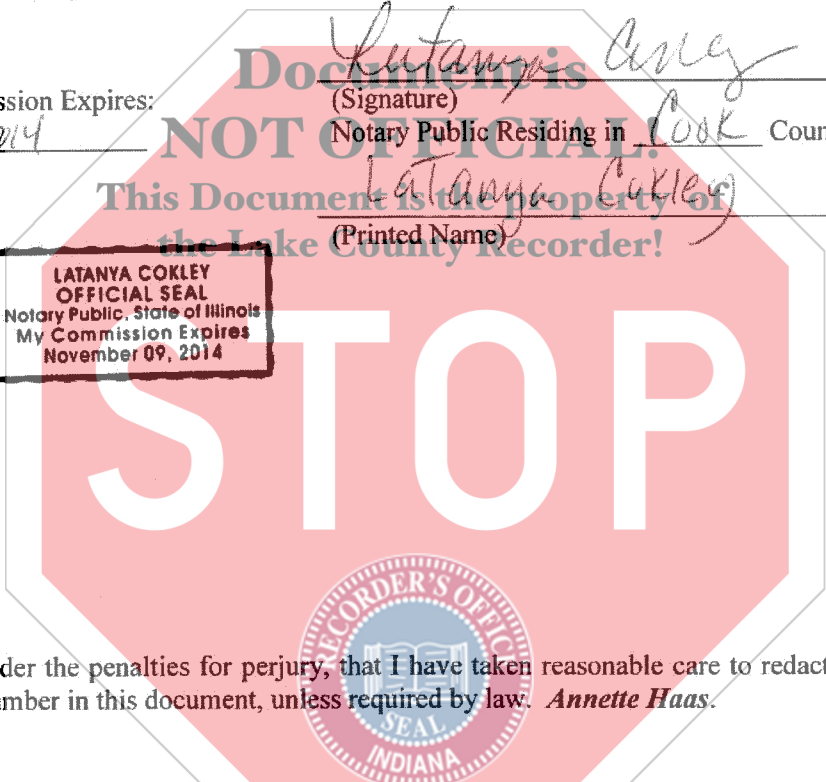 Document is
ssion Expires:
(Signature)
NOT OFFICIAL!
Notary Public Residing in Cook Coun
This Document is the property of
LaTanya Cokley
the Lake County Recorder!
(Printed Name)
LATANYA COKLEY
OFFICIAL SEAL
Notary Public, State of Illinois
My Commission Expires
November 09, 2014
STOP
RECORDER'S OFFICE
SEAL
INDIANA
der the penalties for perjury, that I have taken reasonable care to redact
mber in this document, unless required by law. Annette Haas.